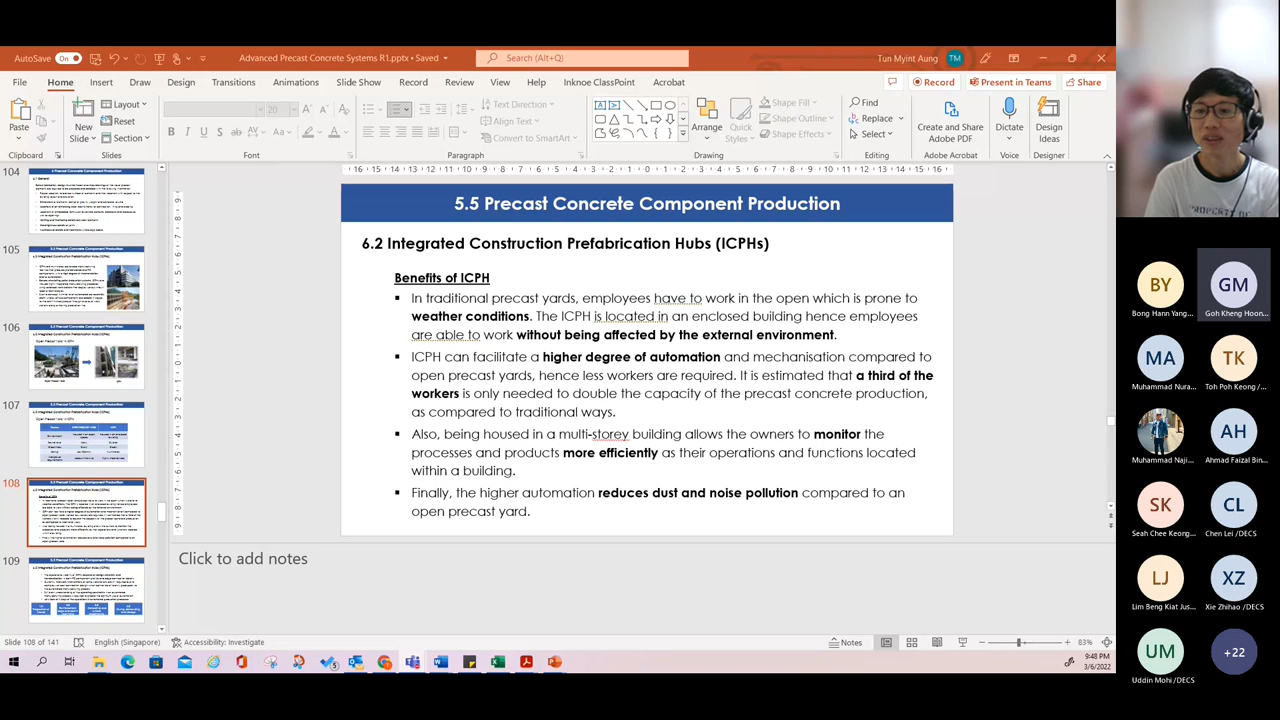 AutoSave On Advanced Precast Concrete Systems R1.pptx • Saved Search (Alt+Q) Tun Myint Aung TM
File Home Insert Draw Design Transitions Animations Slide Show Record Review View Help Inknoe ClassPoint Acrobat Record Present in Teams Share
Paste
New Slide
Layout
Reset
Section
20
Text Direction
Align Text
Convert to SmartArt
Arrange
Quick Styles
Shape Fill
Shape Outline
Shape Effects
Find
Replace
Select
Create and Share Adobe PDF
Dictate
Design Ideas
Clipboard Slides Font Paragraph Drawing Editing Adobe Acrobat Voice Designer
104
105
106
107
108
109
5.5 Precast Concrete Component Production
6.2 Integrated Construction Prefabrication Hubs (ICPHs)
Benefits of ICPH
▪ In traditional precast yards, employees have to work in the open which is prone to
weather conditions. The ICPH is located in an enclosed building hence employees
are able to work without being affected by the external environment.
▪ ICPH can facilitate a higher degree of automation and mechanisation compared to
open precast yards, hence less workers are required. It is estimated that a third of the
workers is only needed to double the capacity of the precast concrete production,
as compare to traditional ways.
▪ Also, being housed in a multi-storey building allows the owners to monitor the
processes and products more efficiently as their operations and functions located
within a building.
▪ Finally, the higher automation reduces dust and noise pollution compared to an
open precast yard.
Click to add notes
Slide 108 of 141 English (Singapore) Accessibility: Investigate Notes 83%
9:48 PM
3/6/2022
BY
Bong Hann Yang...
GM
Goh Kheng Hoon...
MA
Muhammad Nura...
TK
Toh Poh Keong /...
Muhammad Naji...
AH
Ahmad Faizal Bin...
SK
Seah Chee Keong...
CL
Chen Lei /DECS
LJ
Lim Beng Kiat Jus...
XZ
Xie Zhihao /DECS
UM
Uddin Mohi /DECS
+22